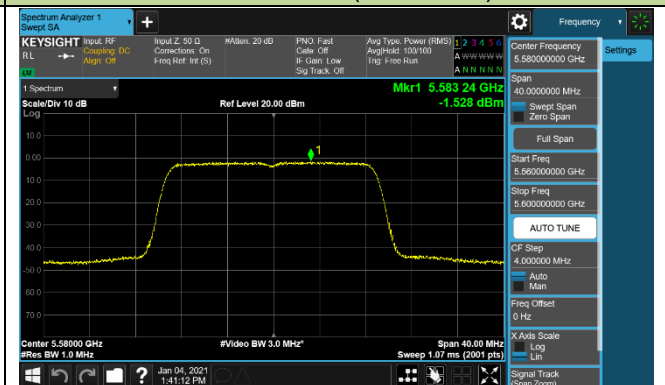 Spectrum Analyzer 1
Swept SA
+
Frequency
KEYSIGHT
RL
Input: RF
Coupling: DC
Align: Off
Input Z: 50 Ω
Corrections: On
Freq Ref: Int (S)
#Atten: 20 dB
PNO: Fast
Gate: Off
IF Gain: Low
Sig Track: Off
Avg Type: Power (RMS)
Avg|Hold: 100/100
Trig: Free Run
1 2 3 4 5 6
A W W W W W
A N N N N N
1 Spectrum
Scale/Div 10 dB
Log
Ref Level 20.00 dBm
Mkr1 5.583 24 GHz
-1.528 dBm
10.0
0.00
-10.0
-20.0
-30.0
-40.0
-50.0
-60.0
-70.0
1
Center 5.58000 GHz
#Res BW 1.0 MHz
#Video BW 3.0 MHz*
Span 40.00 MHz
Sweep 1.07 ms (2001 pts)
Center Frequency
5.580000000 GHz
Settings
Span
40.0000000 MHz
Swept Span
Zero Span
Full Span
Start Freq
5.560000000 GHz
Stop Freq
5.600000000 GHz
AUTO TUNE
CF Step
4.000000 MHz
Auto
Man
Freq Offset
0 Hz
X Axis Scale
Log
Lin
Signal Track
(Span Zoom)
?
Jan 04, 2021
1:41:12 PM